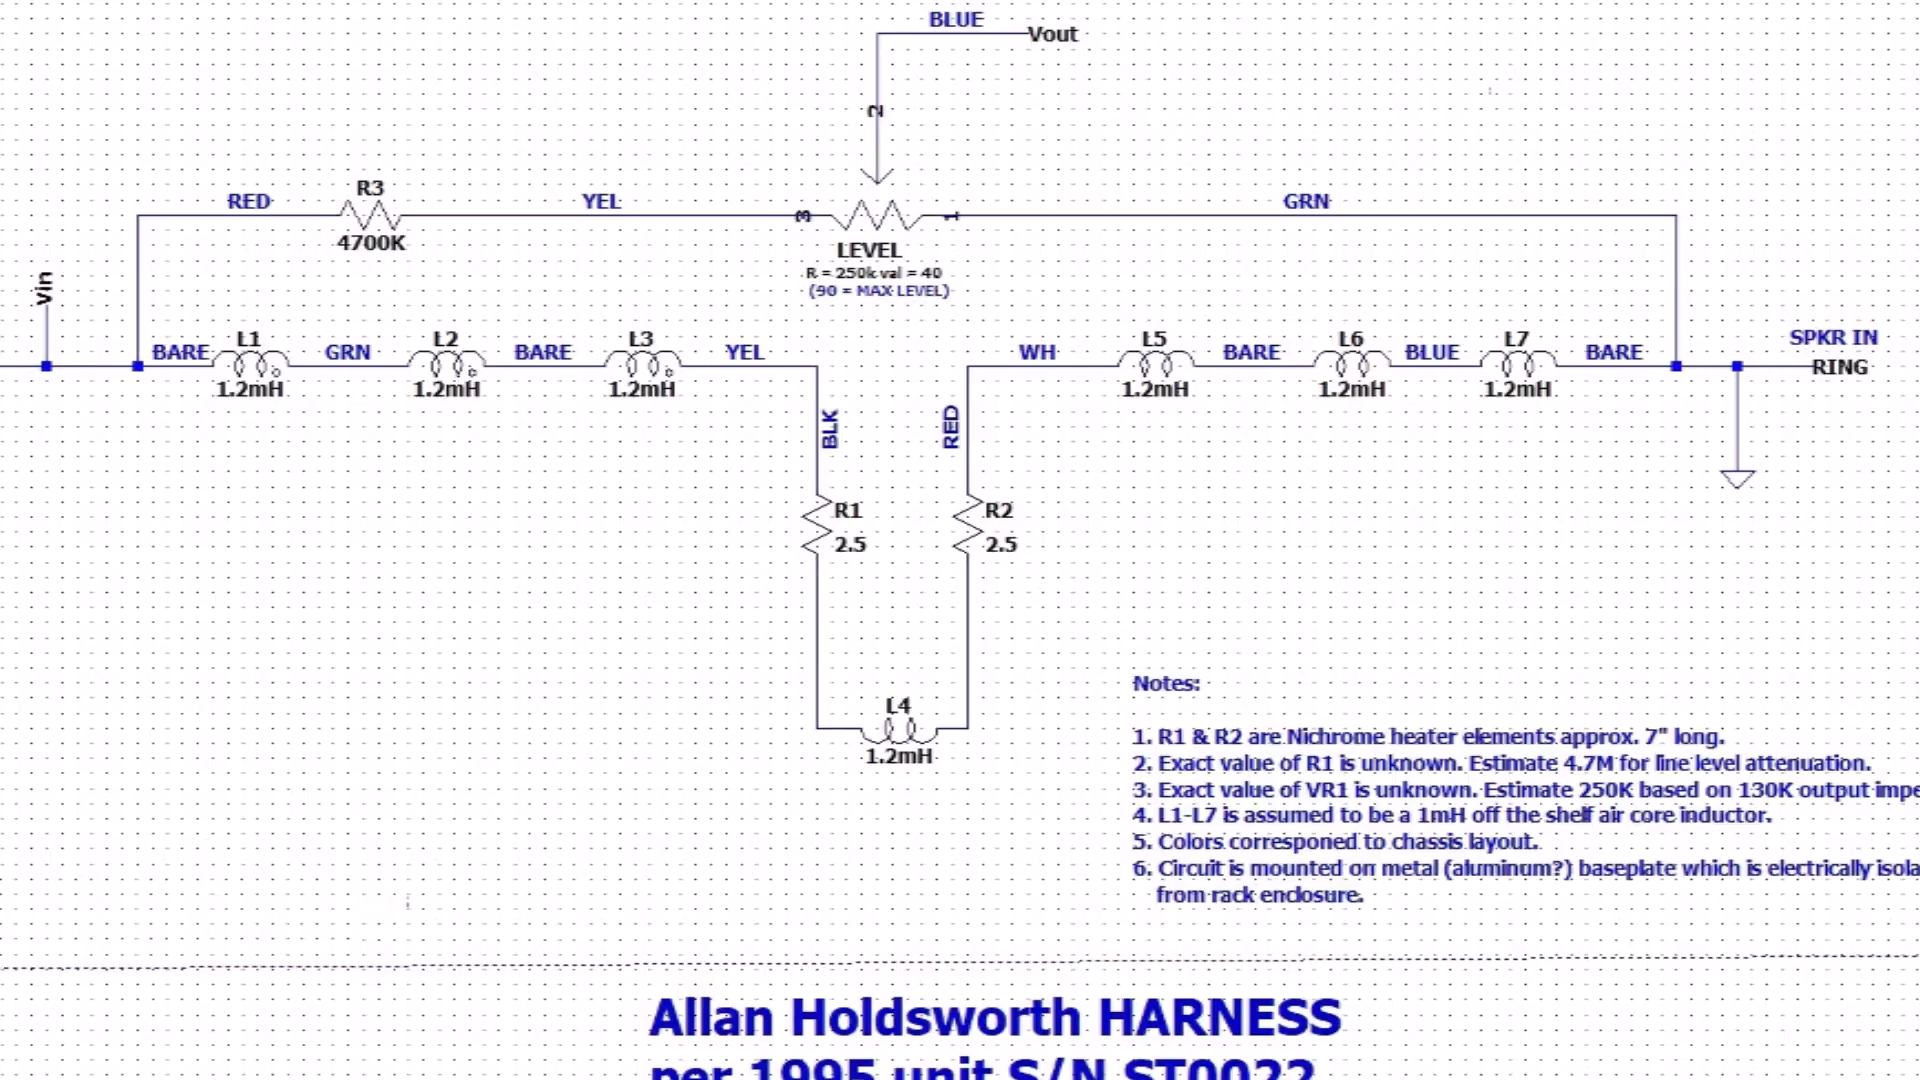 BLUE
Vout
2
RED
R3
4700K
YEL
3
1
LEVEL
R = 250k val = 40
(90 = MAX LEVEL)
GRN
Vin
BARE
L1
1.2mH
GRN
L2
1.2mH
BARE
L3
1.2mH
YEL
WH
L5
1.2mH
BARE
L6
1.2mH
BLUE
L7
1.2mH
BARE
SPKR IN
RING
BLK
RED
R1
2.5
R2
2.5
L4
1.2mH
Notes:
1. R1 & R2 are Nichrome heater elements approx. 7" long.
2. Exact value of R1 is unknown. Estimate 4.7M for line level attenuation.
3. Exact value of VR1 is unknown. Estimate 250K based on 130K output impe
4. L1-L7 is assumed to be a 1mH off the shelf air core inductor.
5. Colors corresponed to chassis layout.
6. Circuit is mounted on metal (aluminum?) baseplate which is electrically isola
from rack enclosure.
Allan Holdsworth HARNESS
per 1995 unit S/N ST0022